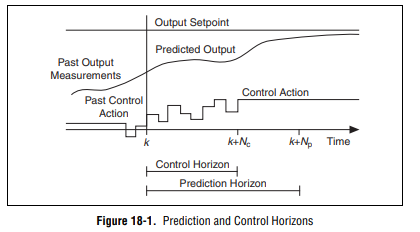 Output Setpoint
Predicted Output
Past Output
Measurements
Past Control
Action
Control Action
k
k+Nc
k+Np
Time
Control Horizon
Prediction Horizon
Figure 18-1. Prediction and Control Horizons